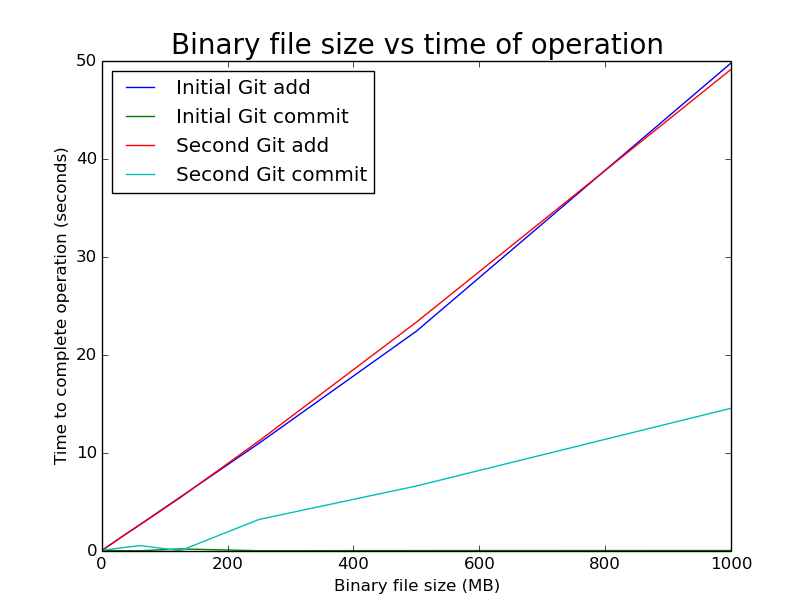 Binary file size vs time of operation
Initial Git add
Initial Git commit
Second Git add
Second Git commit
Time to complete operation (seconds)
50
40
30
20
10
0
0 200 400 600 800 1000
Binary file size (MB)